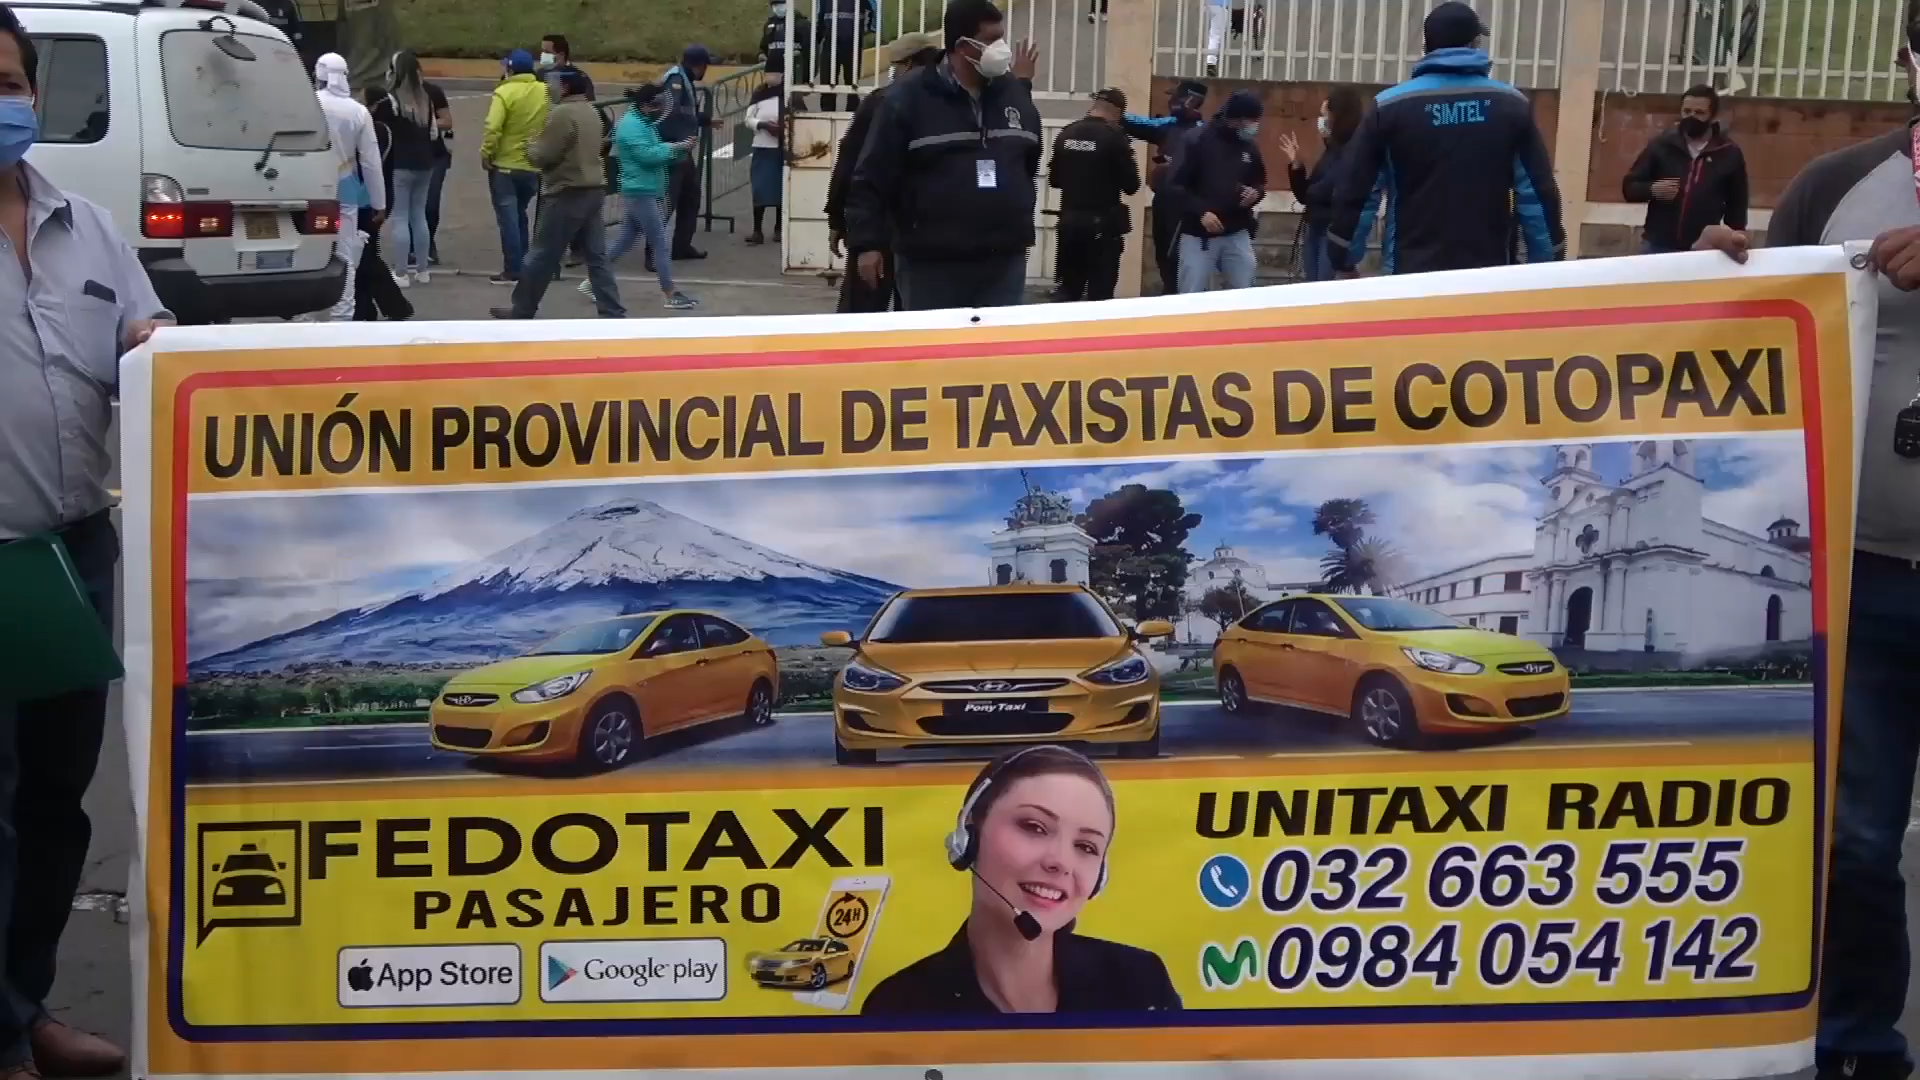 "SIMTEL"
POLICIA
UNIÓN PROVINCIAL DE TAXISTAS DE COTOPAXI
Pony Taxi
FEDOTAXI
PASAJERO
24H
App Store
Google play
UNITAXI RADIO
032 663 555
0984 054 142